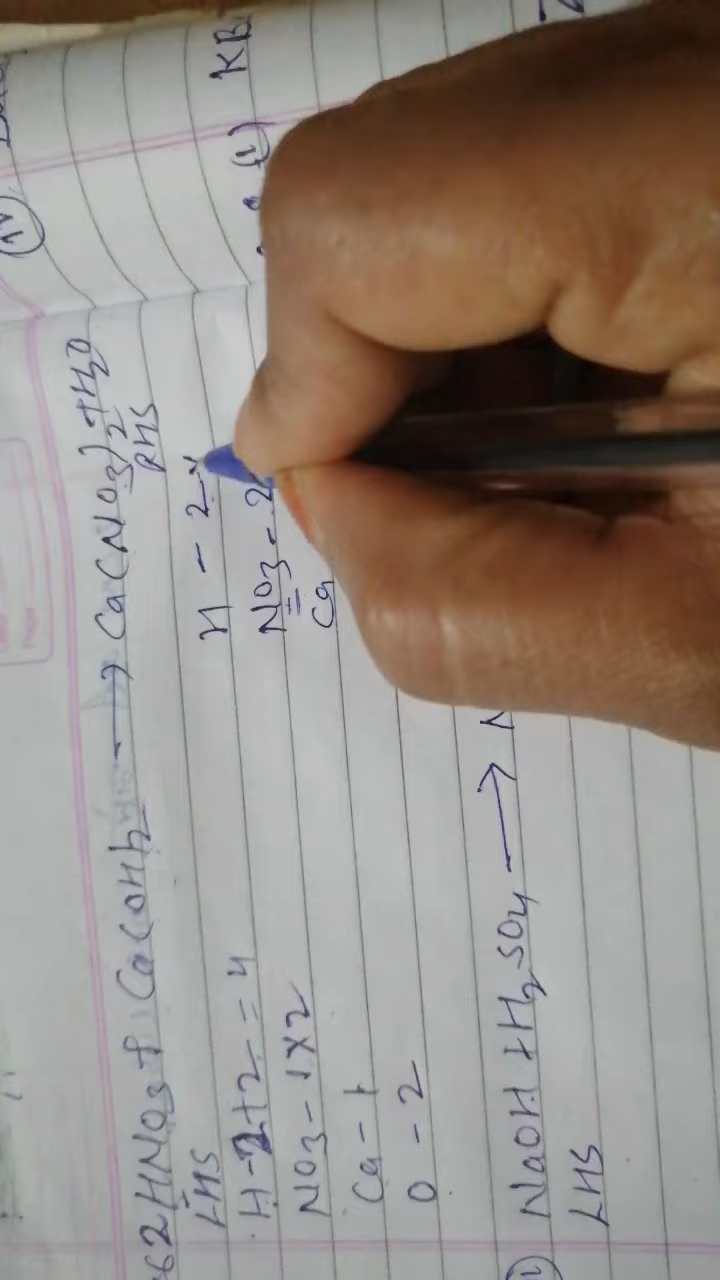 2HNO3 + Ca(OH)2 → Ca(NO3)2 + H2O
LHS RHS
H - 2+2 = 4 H - 2×
NO3 - 1×2 NO3 - 2
Ca - 1 Ca
O - 2
NaOH + H2SO4 → N
LHS
(iv)
(i) KB